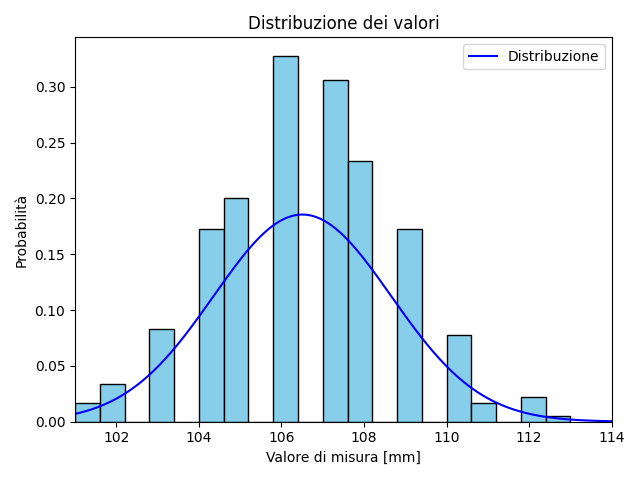 Distribuzione dei valori
Distribuzione
Probabilità
0.30
0.25
0.20
0.15
0.10
0.05
0.00
102 104 106 108 110 112 114
Valore di misura [mm]